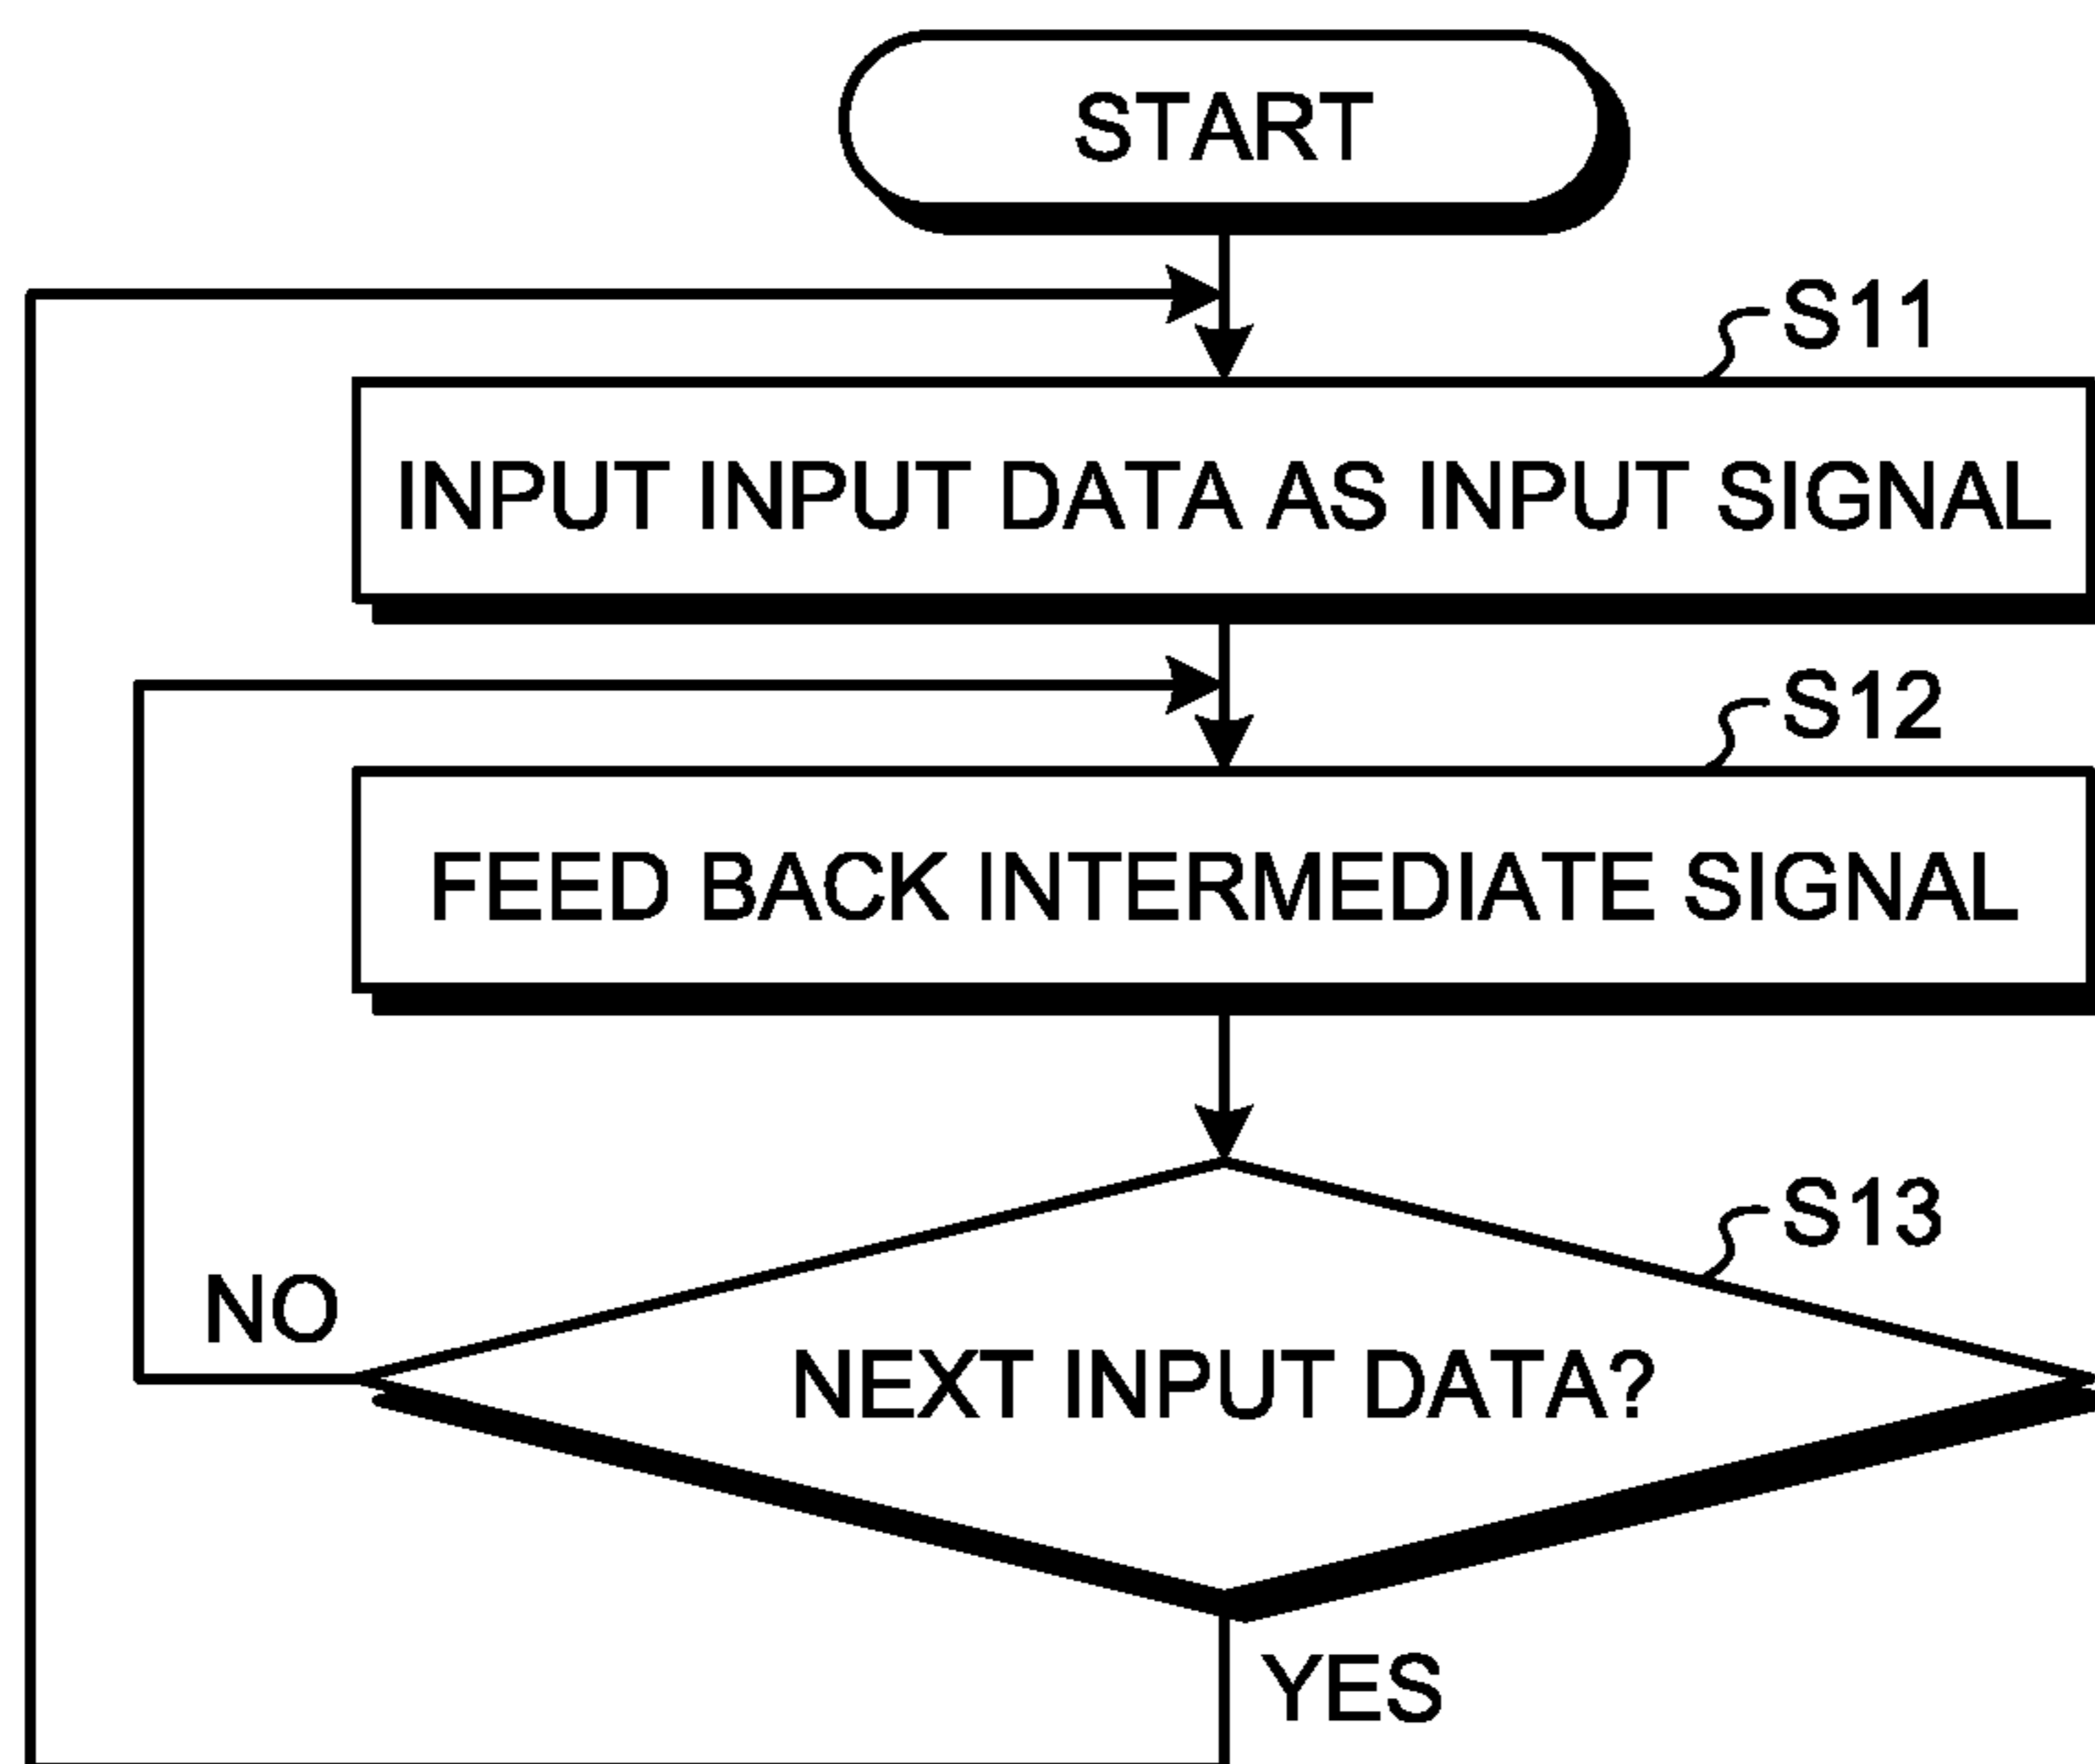 START
S11
INPUT INPUT DATA AS INPUT SIGNAL
S12
FEED BACK INTERMEDIATE SIGNAL
S13
NO
NEXT INPUT DATA?
YES